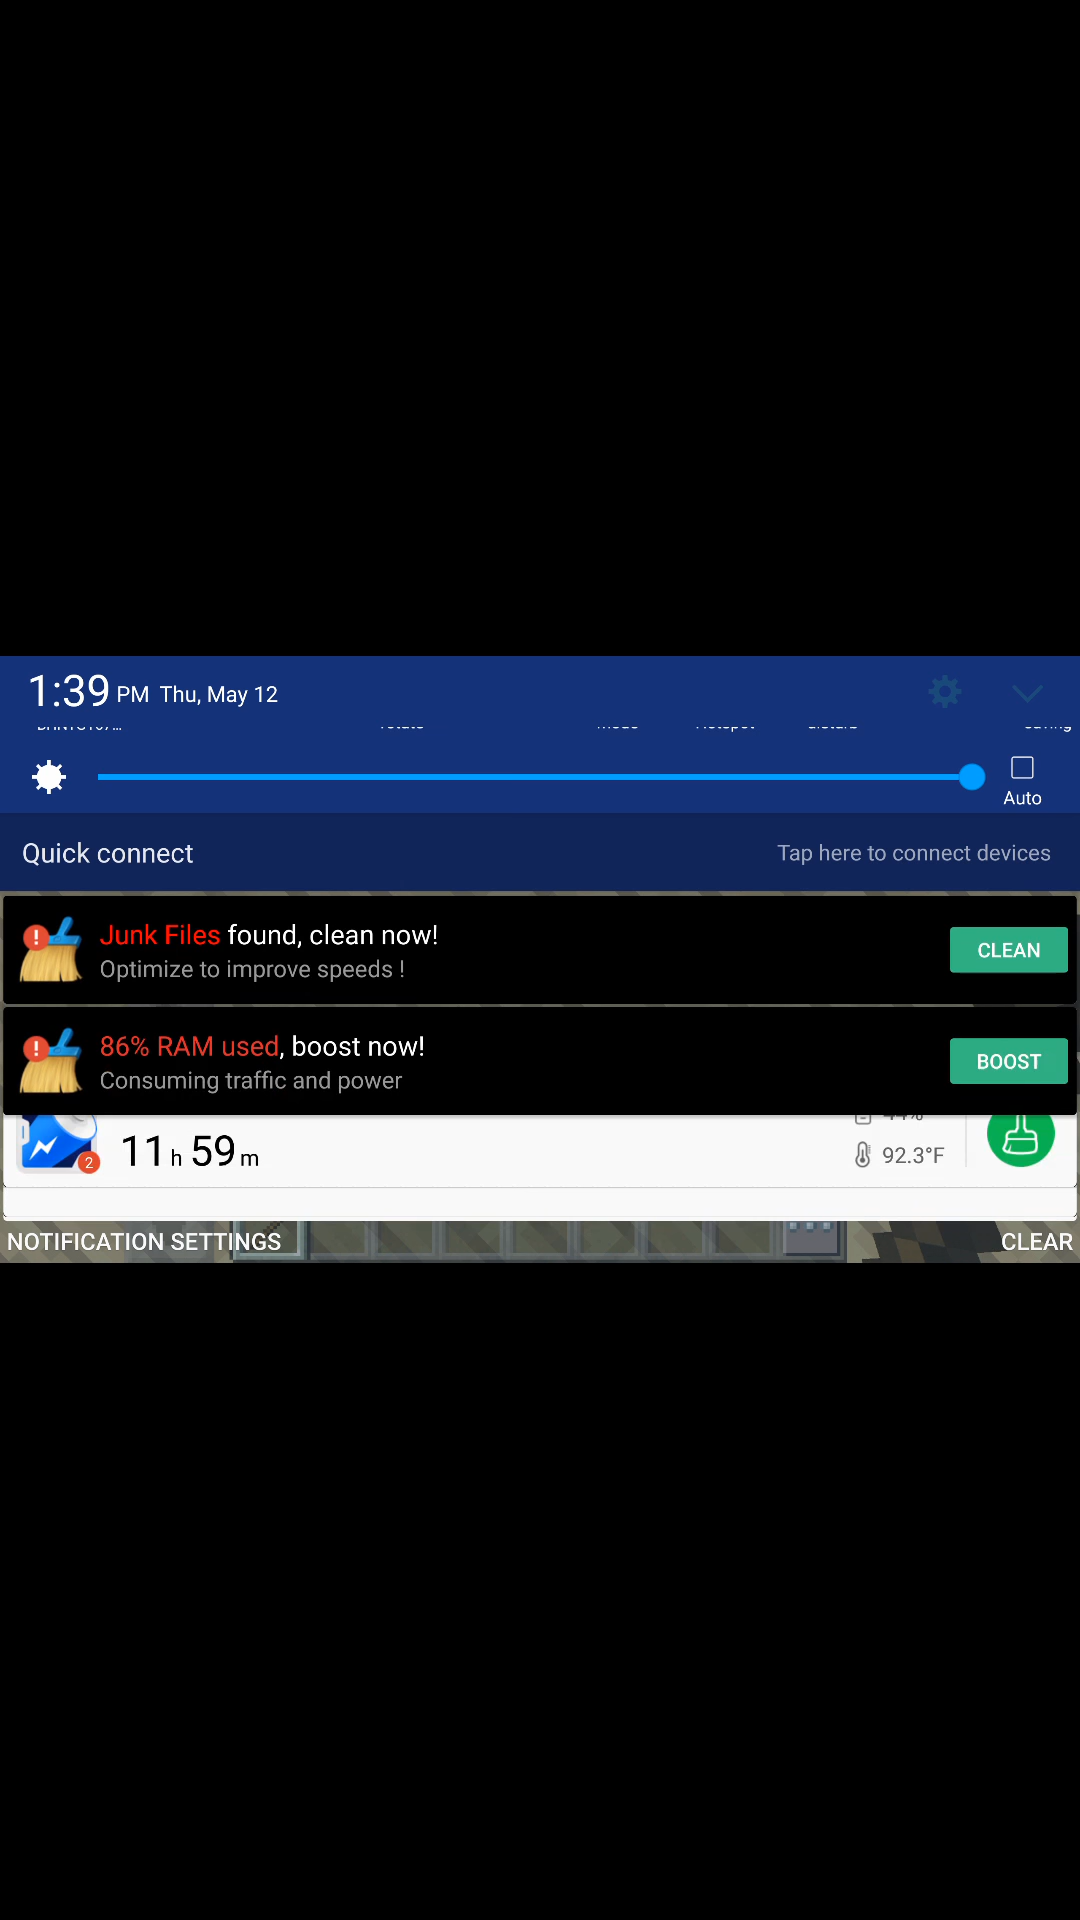 1:39 PM Thu, May 12
Auto
Quick connect
Tap here to connect devices
Junk Files found, clean now!
Optimize to improve speeds !
CLEAN
86% RAM used, boost now!
Consuming traffic and power
BOOST
11 h 59 m
92.3°F
2
NOTIFICATION SETTINGS
CLEAR